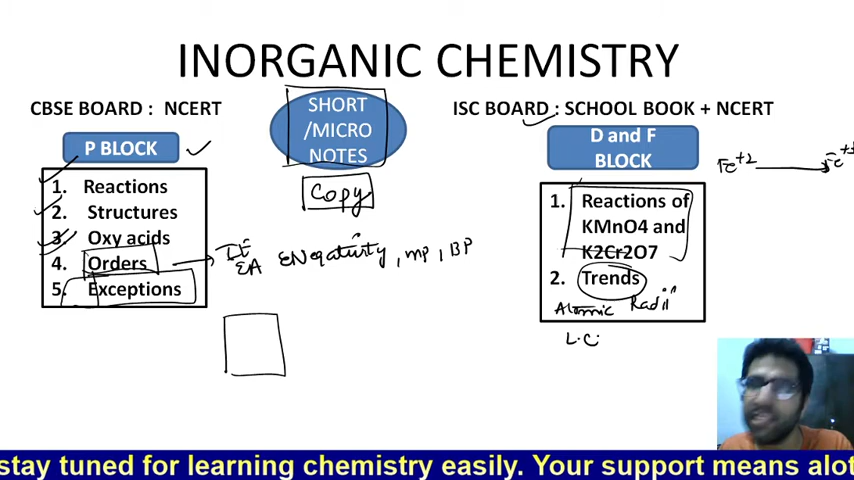 INORGANIC CHEMISTRY
CBSE BOARD : NCERT
SHORT
/MICRO
NOTES
Copy
ISC BOARD : SCHOOL BOOK + NCERT
P BLOCK
1. Reactions
2. Structures
3. Oxy acids
4. Orders
5. Exceptions
IE
EA ENegativity, MP, BP
D and F
BLOCK
Fe+2
1. Reactions of
KMnO4 and
K2Cr2O7
2. Trends
Atomic Radii
L.C
stay tuned for learning chemistry easily. Your support means alot